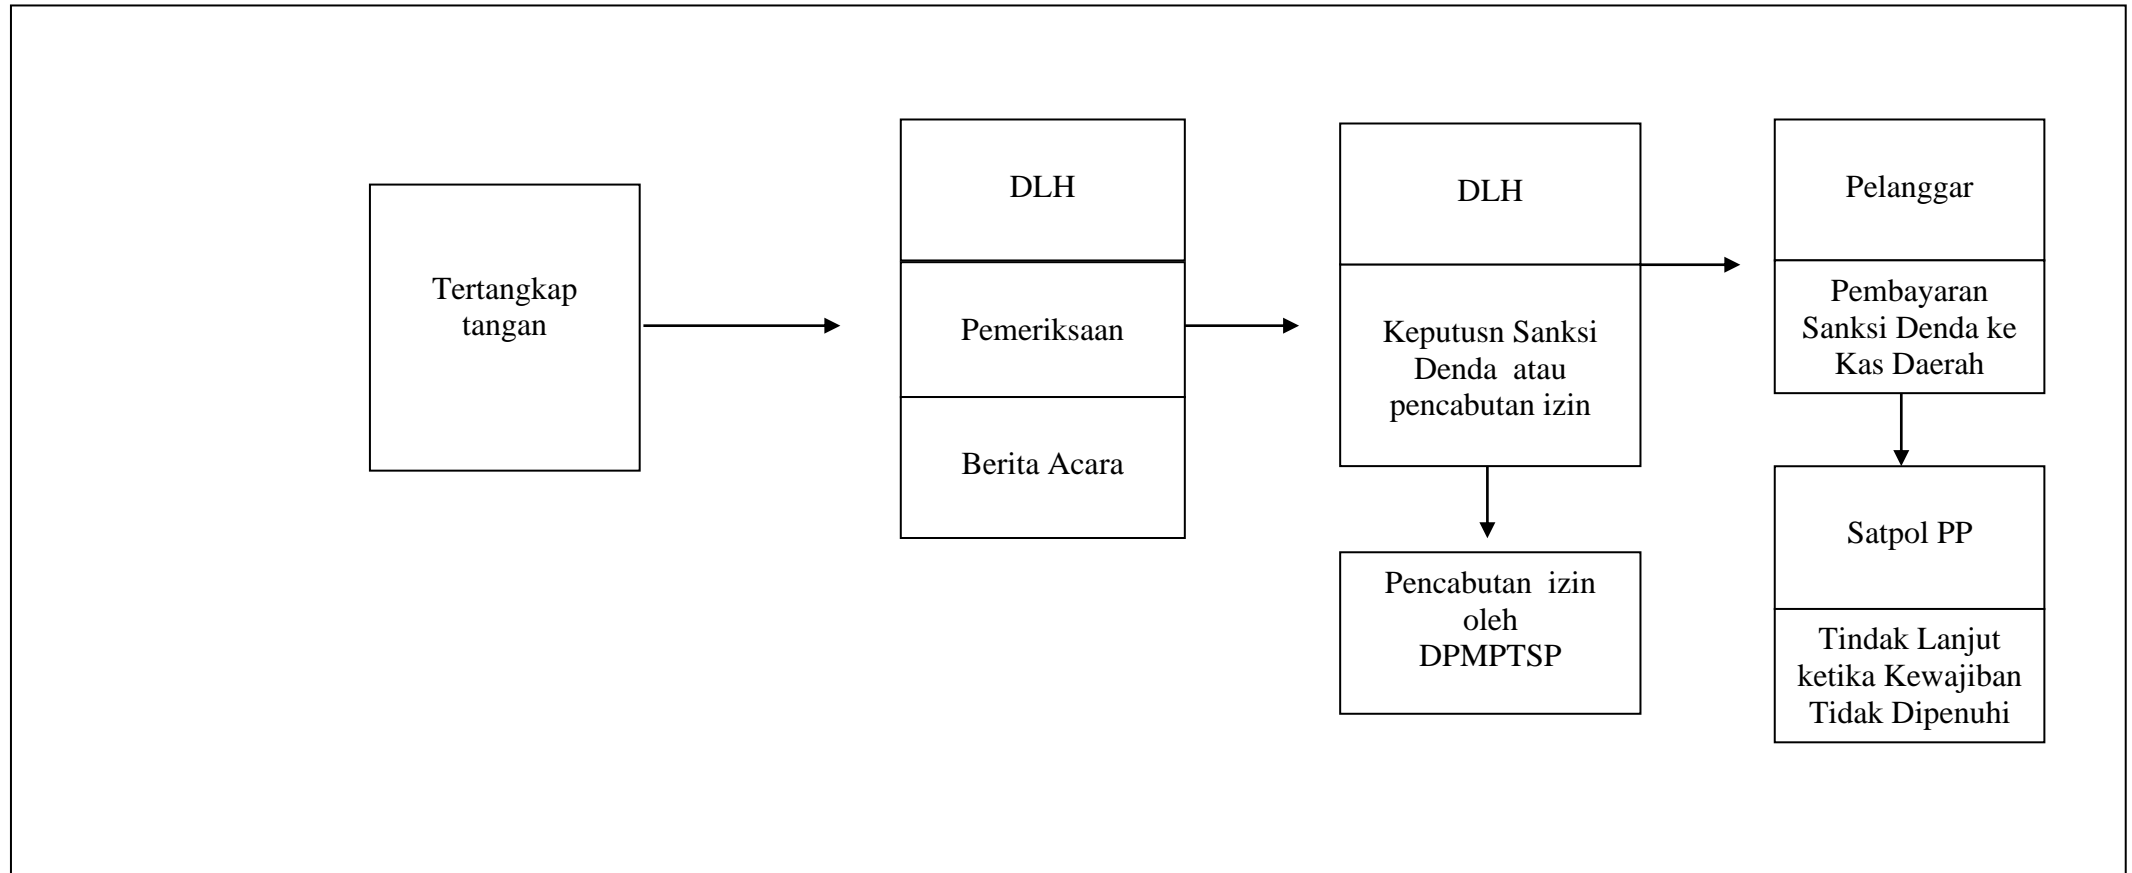 Tertangkap
tangan
DLH
Pemeriksaan
Berita Acara
DLH
Keputusn Sanksi
Denda  atau
pencabutan izin
Pencabutan  izin
oleh
DPMPTSP
Pelanggar
Pembayaran
Sanksi Denda ke
Kas Daerah
Satpol PP
Tindak Lanjut
ketika Kewajiban
Tidak Dipenuhi